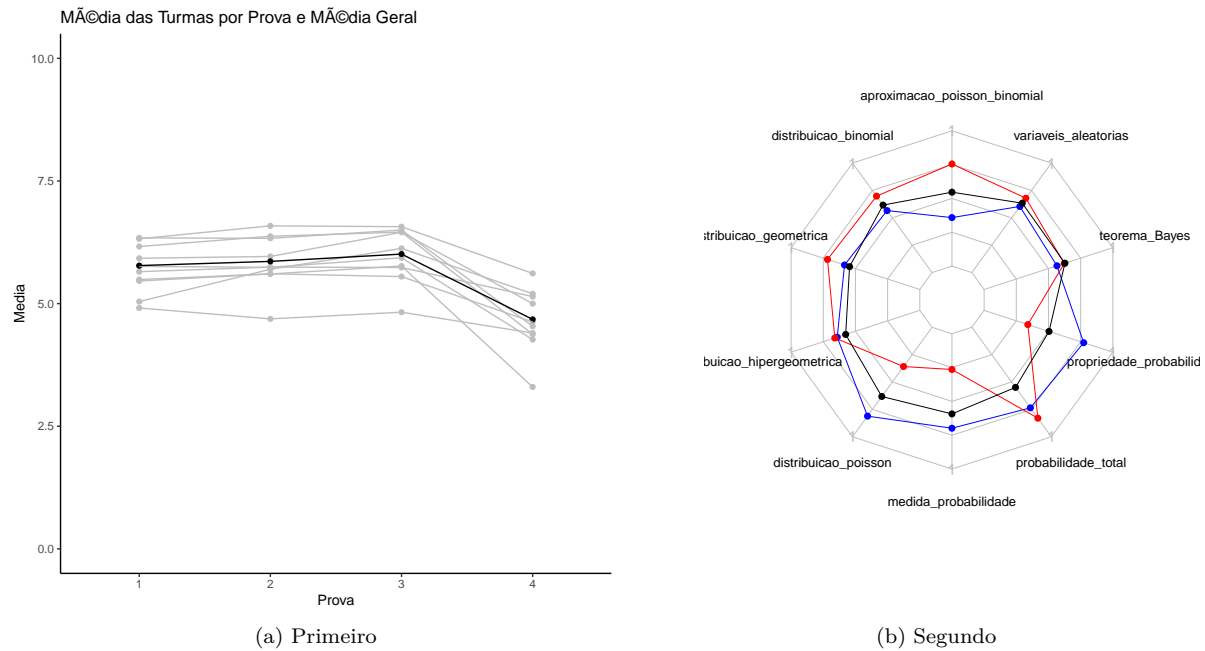 MÃ©dia das Turmas por Prova e MÃ©dia Geral
10.0
7.5
5.0
2.5
0.0
Media
1 2 3 4
Prova
(a) Primeiro
aproximacao_poisson_binomial
distribuicao_binomial
variaveis_aleatorias
stribuicao_geometrica
teorema_Bayes
buicao_hipergeometrica
propriedade_probabilid
distribuicao_poisson
probabilidade_total
medida_probabilidade
(b) Segundo